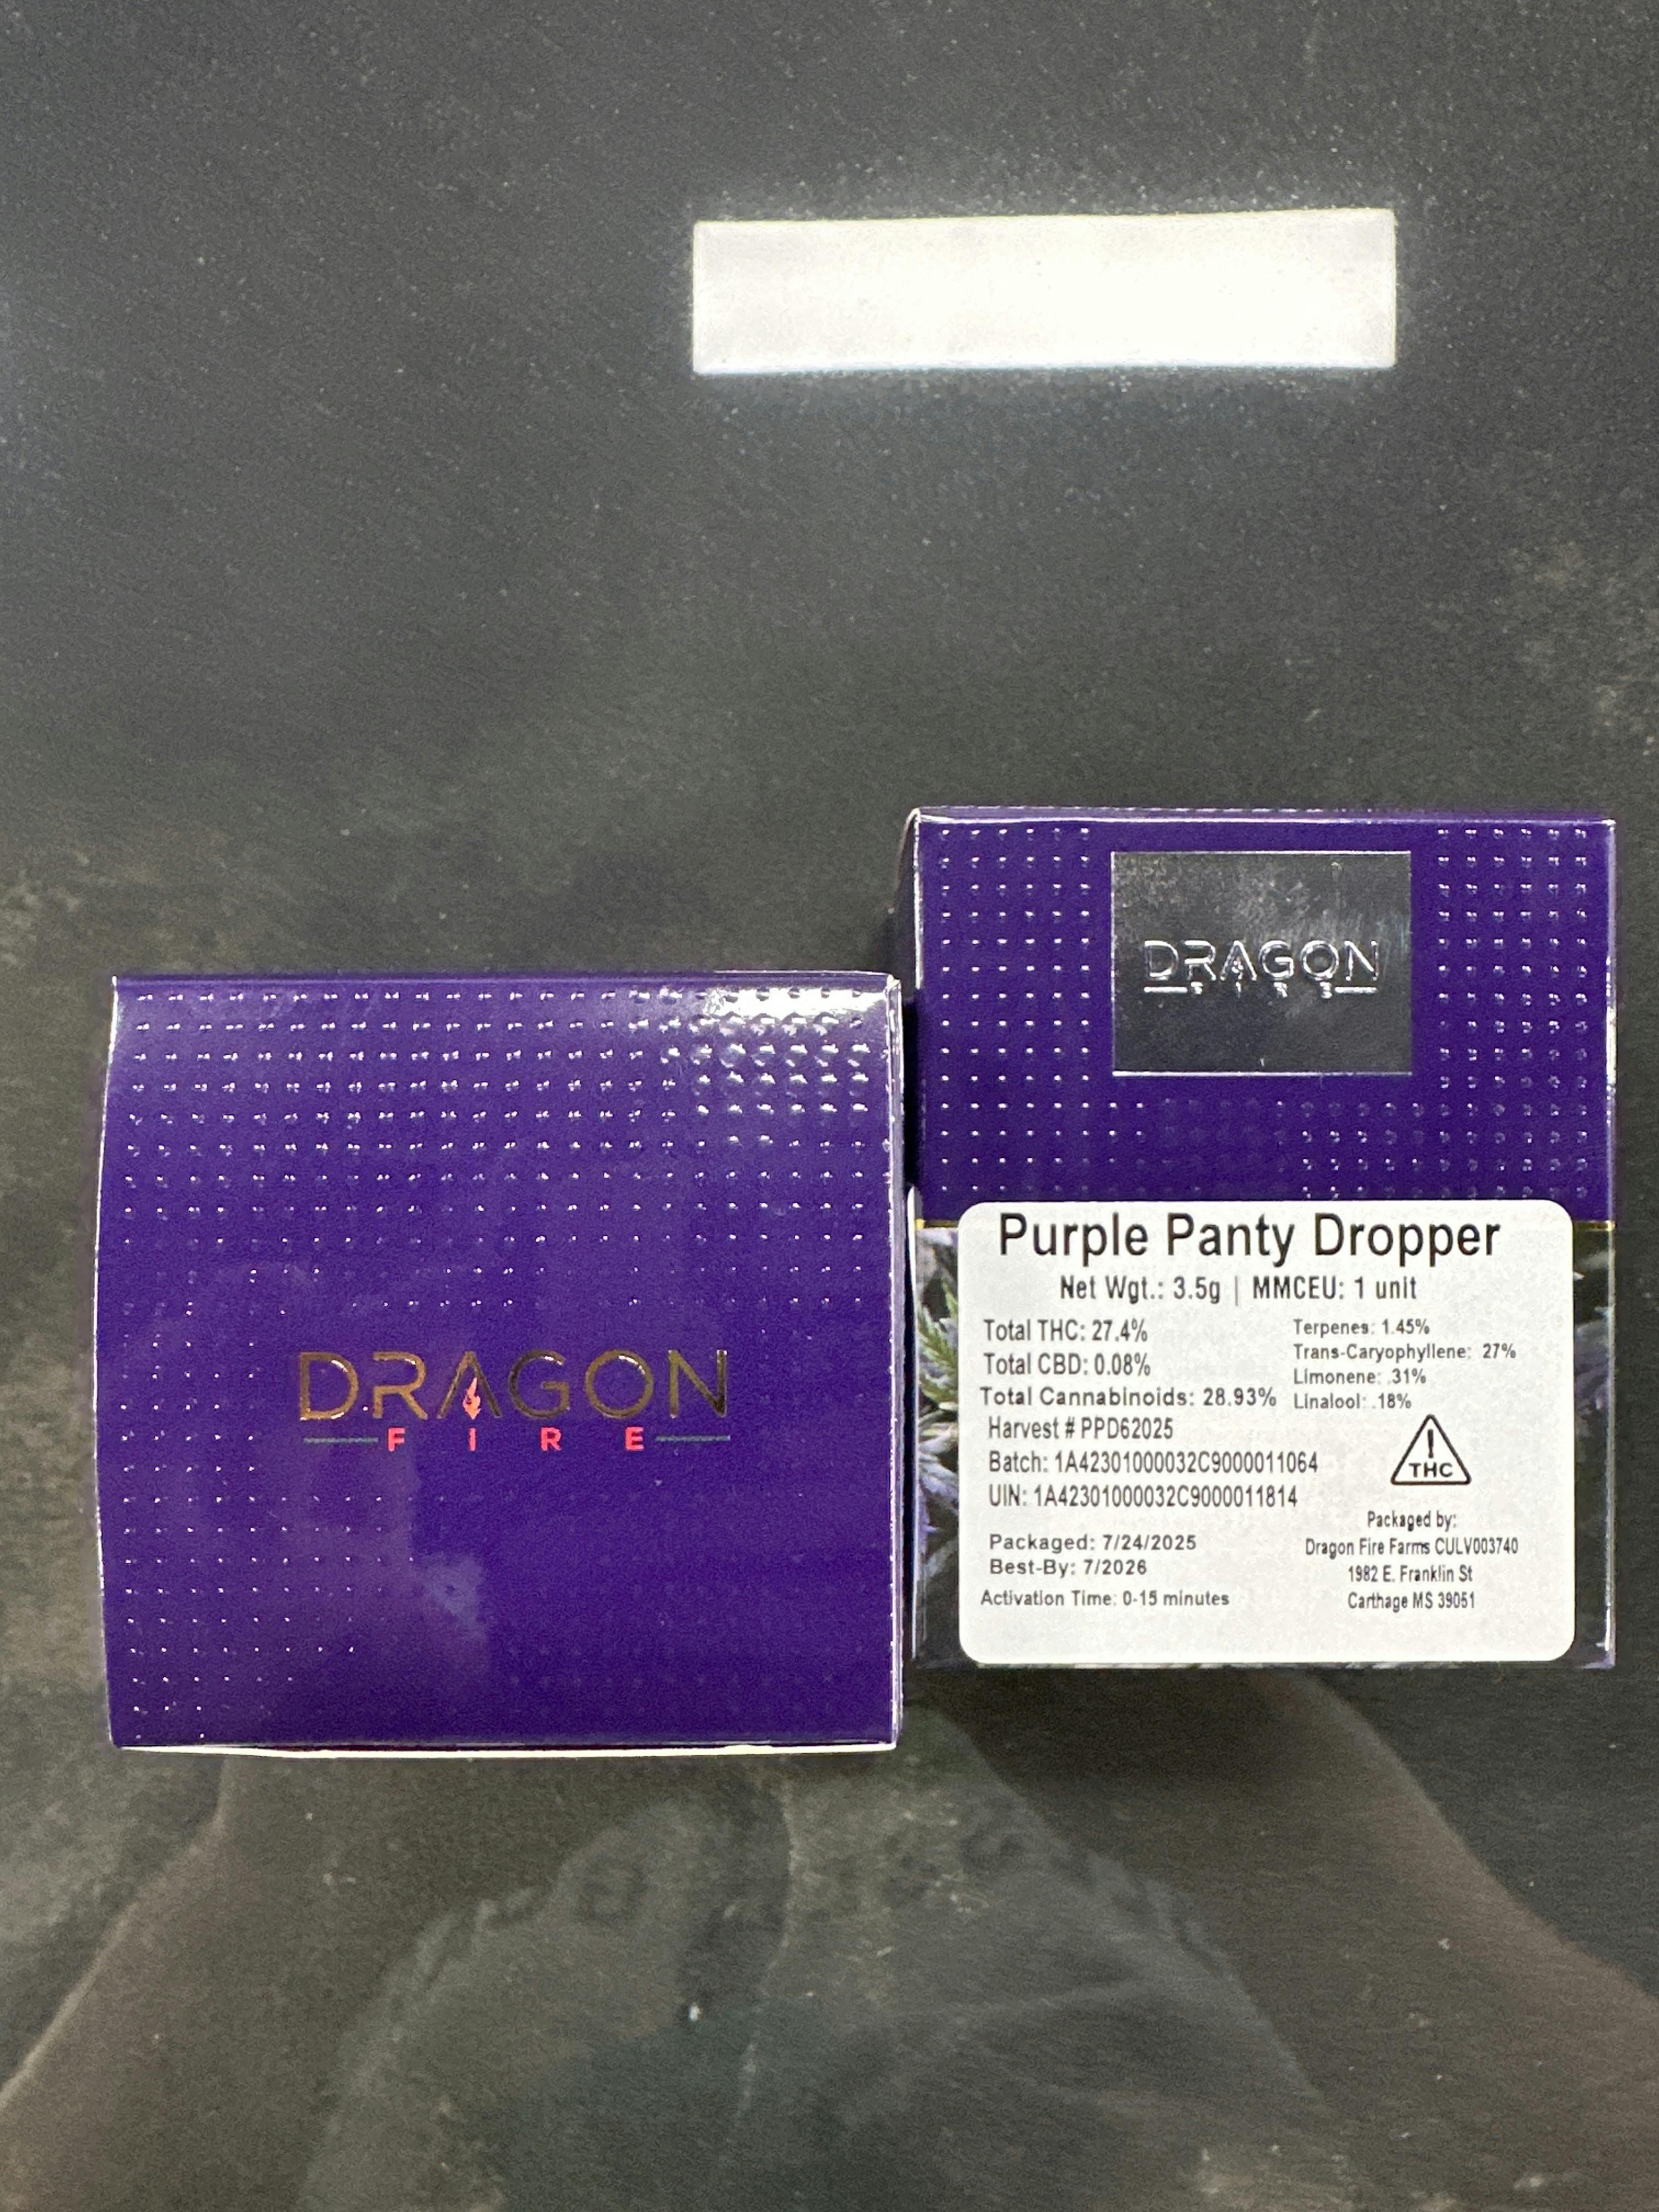 DRAGON
FIRE
DRAGON
FIRE
Purple Panty Dropper
Net Wgt.: 3.5g | MMCEU: 1 unit
Total THC: 27.4%
Total CBD: 0.08%
Total Cannabinoids: 28.93%
Terpenes: 1.45%
Trans-Caryophyllene: 27%
Limonene: .31%
Linalool: .18%
Harvest # PPD62025
Batch: 1A42301000032C9000011064
UIN: 1A42301000032C9000011814
THC
Packaged: 7/24/2025
Best-By: 7/2026
Activation Time: 0-15 minutes
Packaged by:
Dragon Fire Farms CULV003740
1982 E. Franklin St
Carthage MS 39051